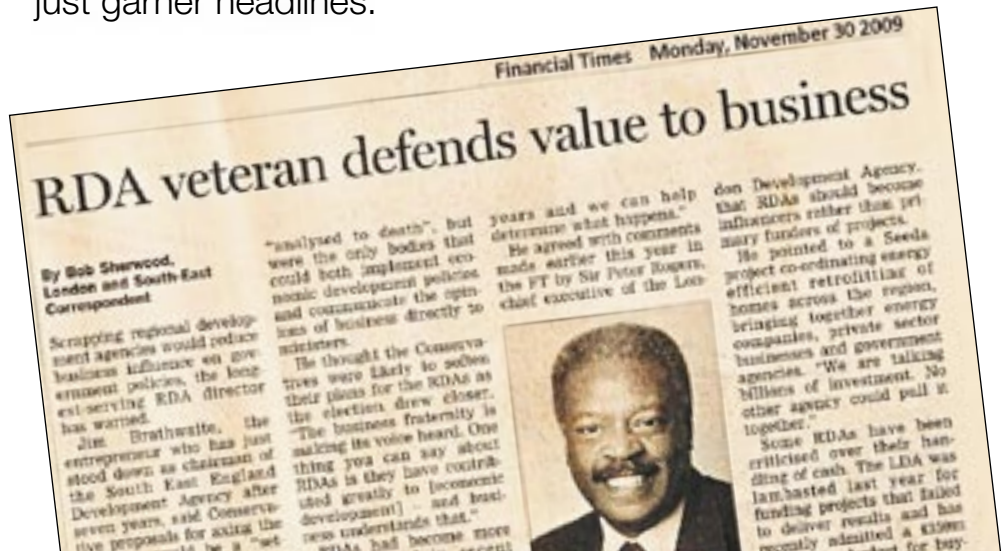 just garner headlines.
Financial Times Monday, November 30 2009
RDA veteran defends value to business
By Bob Sherwood,
London and South-East
Correspondent
Scrapping regional develop-
ment agencies would reduce
business influence on gov-
ernment policies, the long-
est-serving RDA director
has warned.
Jim Brathwaite, the
entrepreneur who has just
stood down as chairman of
the South East England
Development Agency after
seven years, said Conserva-
tive proposals for axing the
be a "set
"analysed to death", but
were the only bodies that
could both implement eco-
nomic development policies
and communicate the opin-
ions of business directly to
ministers.
He thought the Conserva-
tives were likely to soften
their plans for the RDAs as
the election drew closer.
"The business fraternity is
making its voice heard. One
thing you can say about
RDAs is they have contrib-
uted greatly to [economic
development] .. and busi-
ness understands that."
RDAs had become more
recent
years and we can help
determine what happens."
He agreed with comments
made earlier this year in
the FT by Sir Peter Rogers,
chief executive of the Lon-
don Development Agency,
that RDAs should become
influencers rather than pri-
mary funders of projects.
He pointed to a Seeda
project co-ordinating energy
efficient retrofitting of
homes across the region,
bringing together energy
companies, private sector
businesses and government
agencies. "We are talking
billions of investment. No
other agency could pull it
together."
Some RDAs have been
criticised over their han-
dling of cash. The LDA was
lambasted last year for
funding projects that failed
to deliver results and has
recently admitted a
for buy-